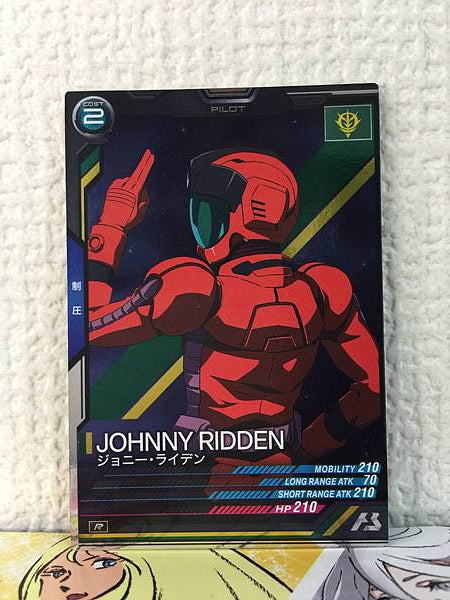 PILOT
COST
2
制圧
JOHNNY RIDDEN
ジョニー・ライデン
MOBILITY 210
LONG RANGE ATK 70
SHORT RANGE ATK 210
HP 210
R